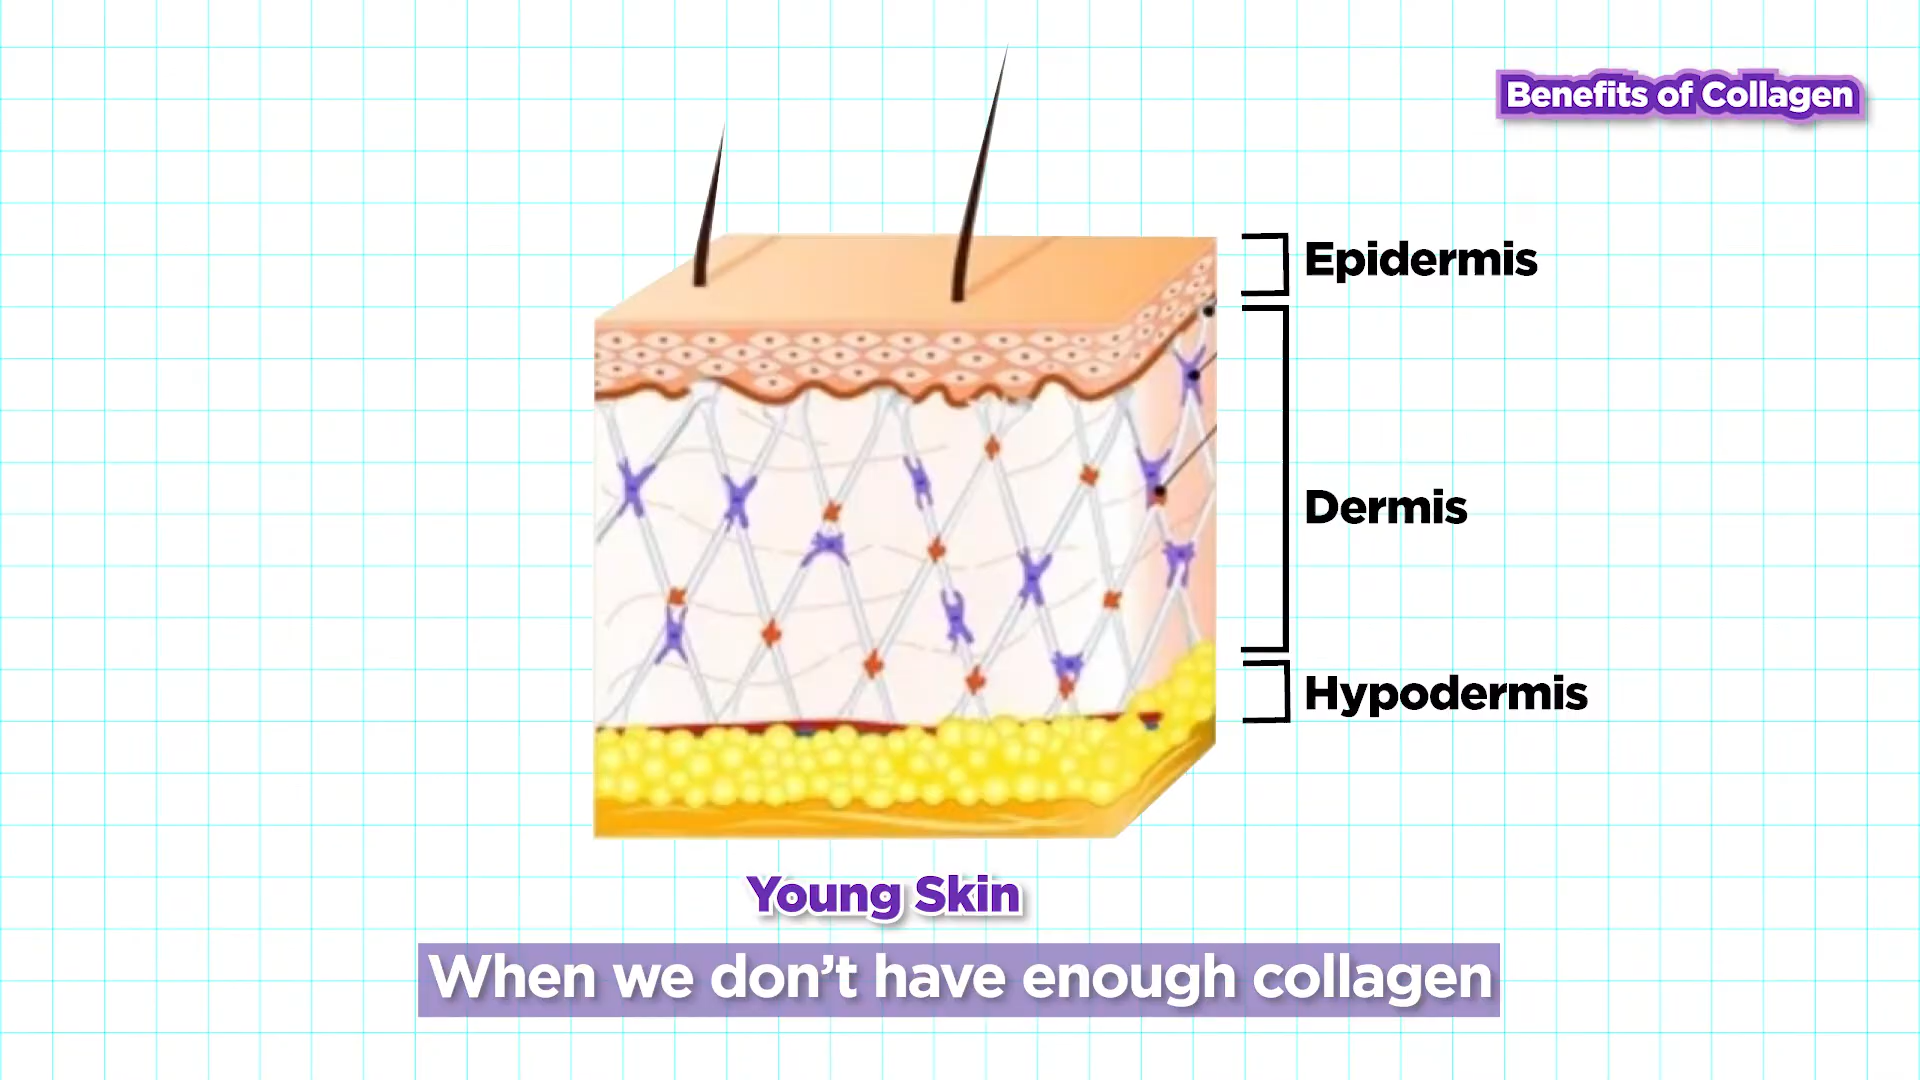 Benefits of Collagen
Epidermis
Dermis
Hypodermis
Young Skin
When we don’t have enough collagen